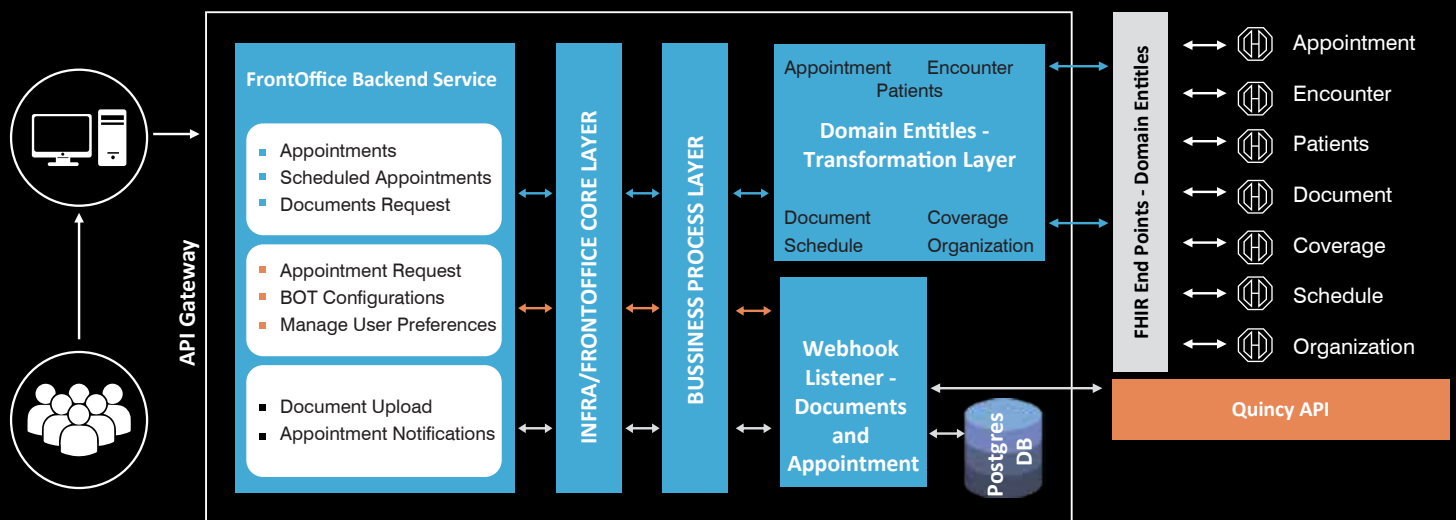 API Gateway
FrontOffice Backend Service
Appointments
Scheduled Appointments
Documents Request
Appointment Request
BOT Configurations
Manage User Preferences
Document Upload
Appointment Notifications
INFRA/FRONTOFFICE CORE LAYER
BUSSINESS PROCESS LAYER
Appointment Encounter
Patients
Domain Entitles -
Transformation Layer
Document Coverage
Schedule Organization
Webhook
Listener -
Documents
and
Appointment
Postgres
DB
FHIR End Points - Domain Entitles
Appointment
Encounter
Patients
Document
Coverage
Schedule
Organization
Quincy API